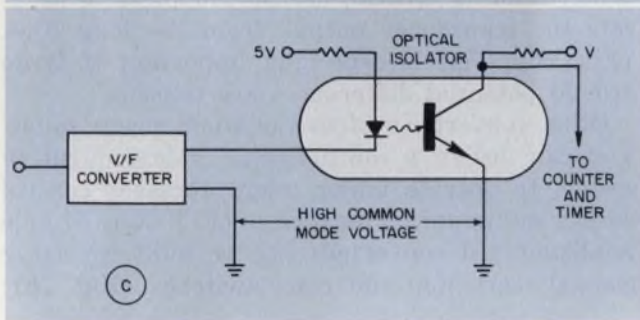 5V
OPTICAL
ISOLATOR
V
V/F
CONVERTER
TO
COUNTER
AND
TIMER
HIGH COMMON
MODE VOLTAGE
C